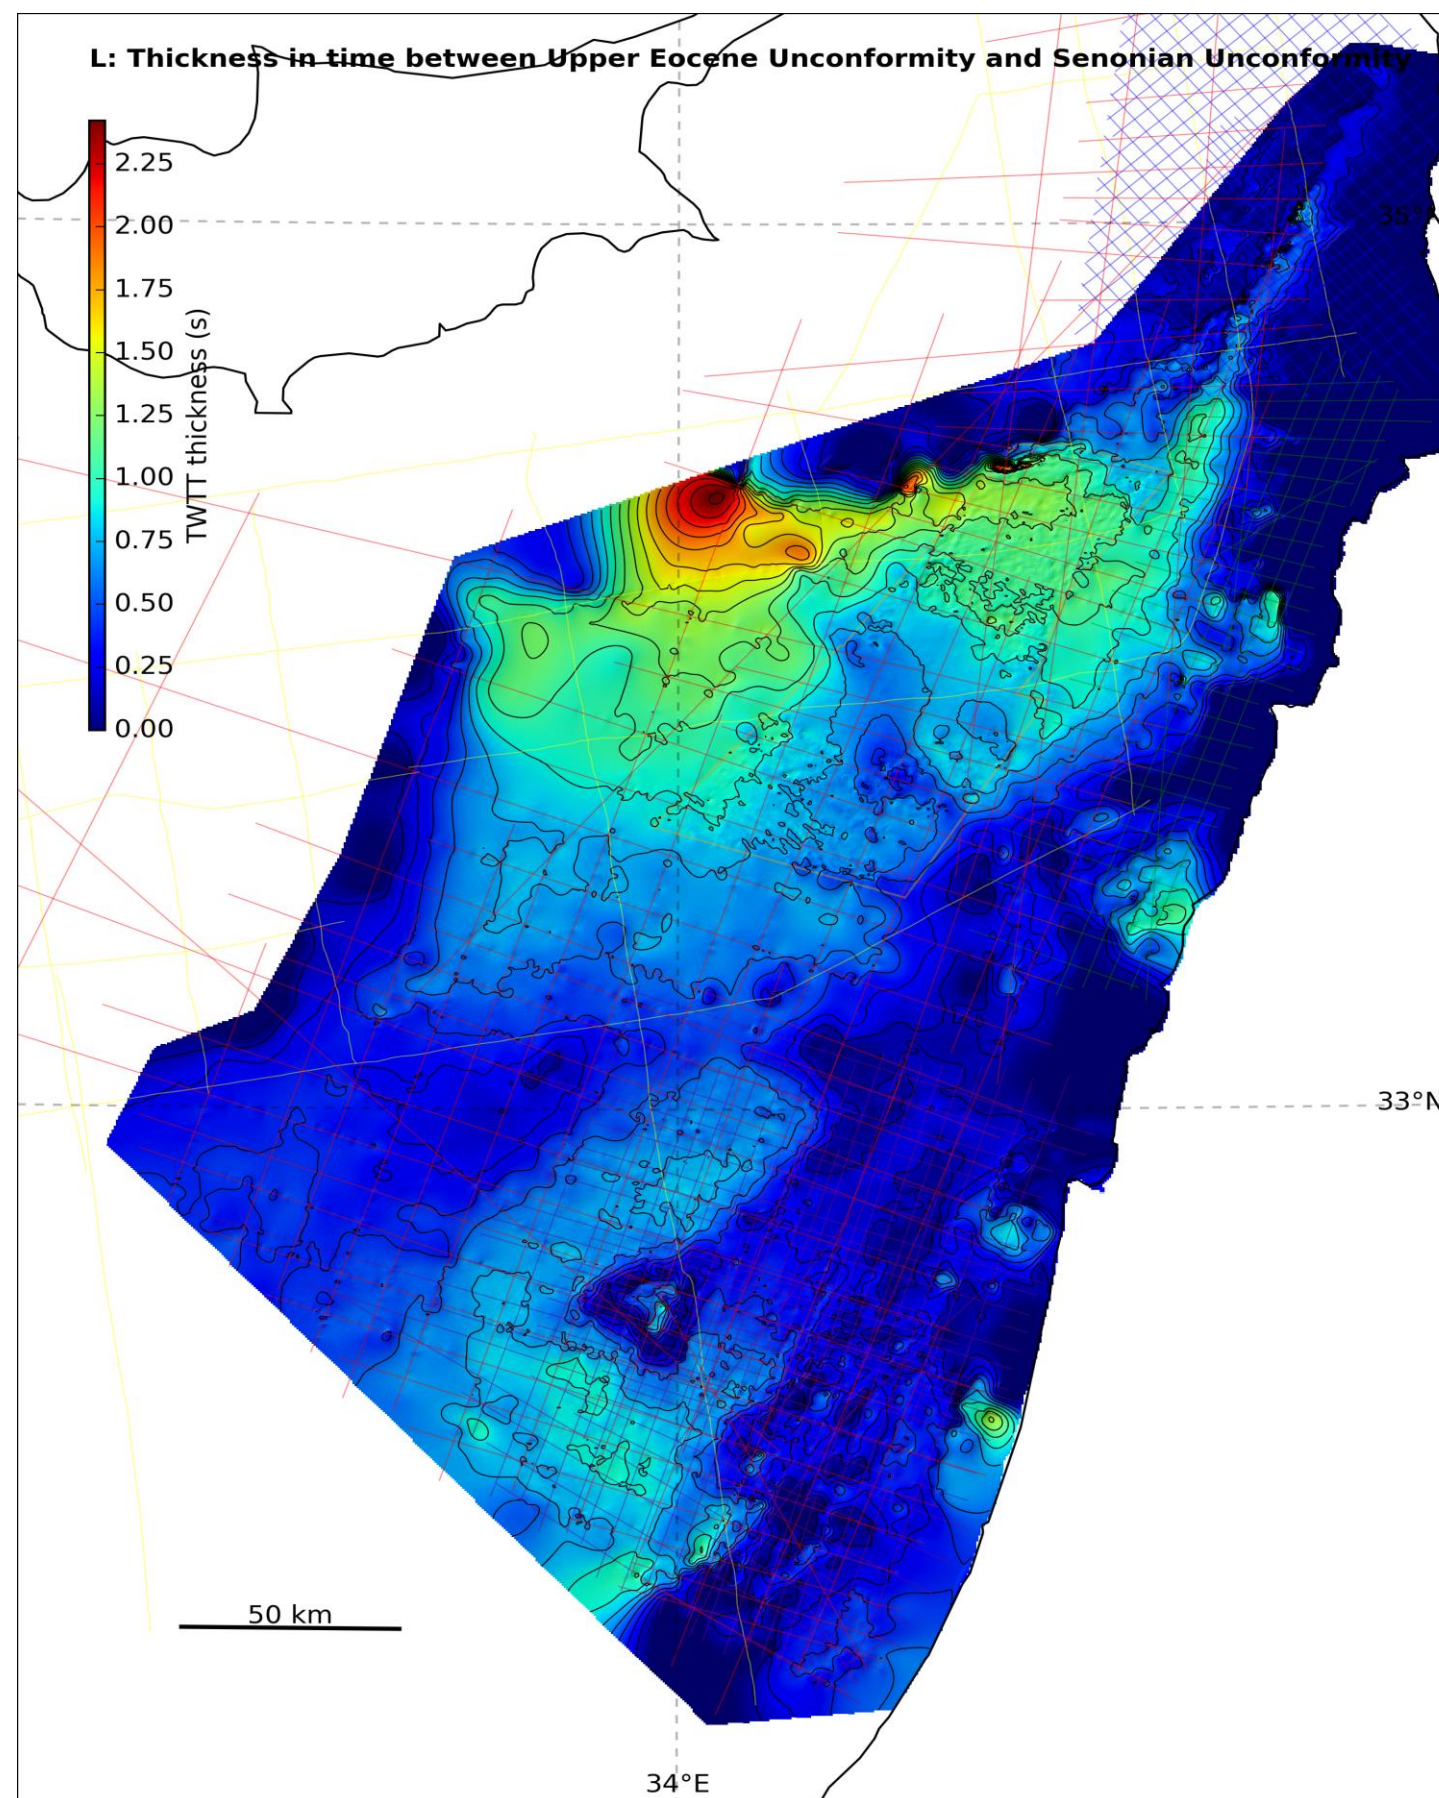 L: Thickness in time between Upper Eocene Unconformity and Senonian Unconformity
2.25
2.00
1.75
1.50
1.25
1.00
0.75
0.50
0.25
0.00
TWTT thickness (s)
35°N
33°N
50 km
34°E